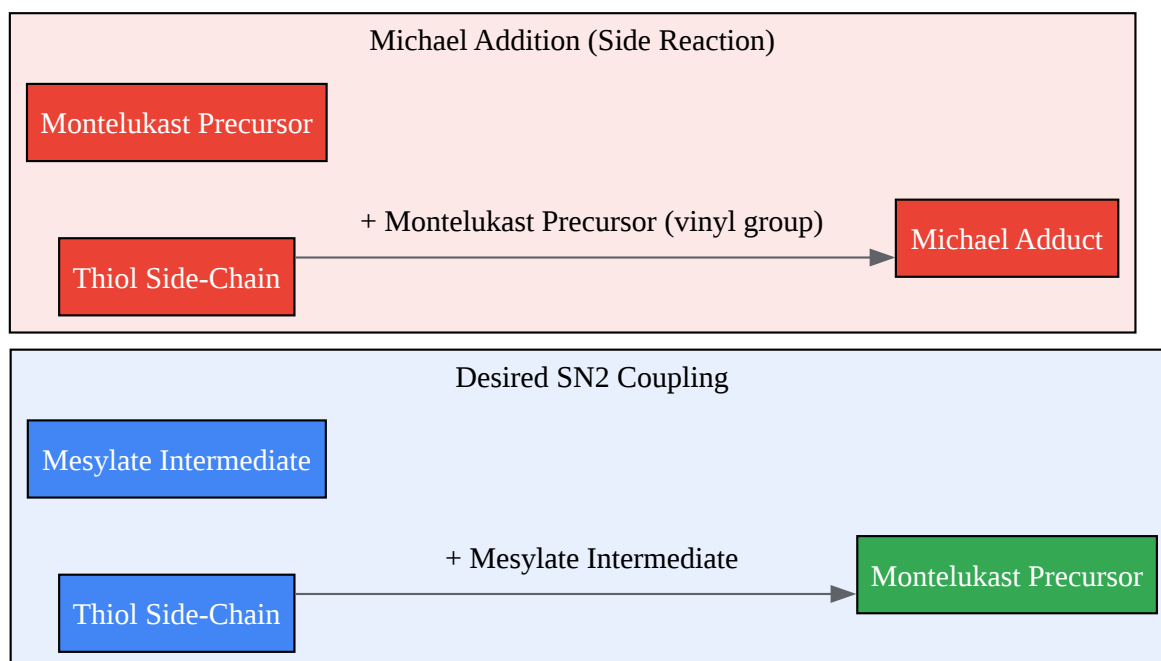 Michael Addition (Side Reaction)
Montelukast Precursor
+ Montelukast Precursor (vinyl group)
Michael Adduct
Thiol Side-Chain
Desired SN2 Coupling
Mesylate Intermediate
+ Mesylate Intermediate
Montelukast Precursor
Thiol Side-Chain